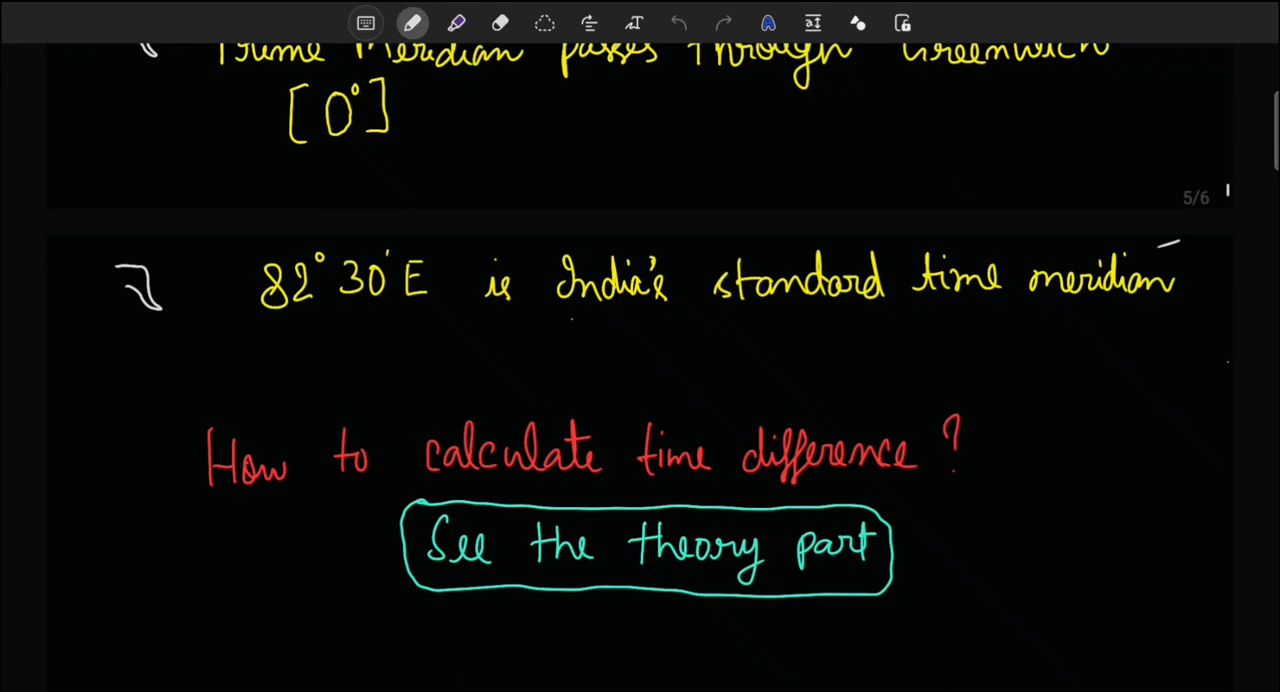 Prime Meridian passes through Greenwich
[0°]
5/6
82° 30' E is India's standard time meridian
How to calculate time difference?
See the theory part